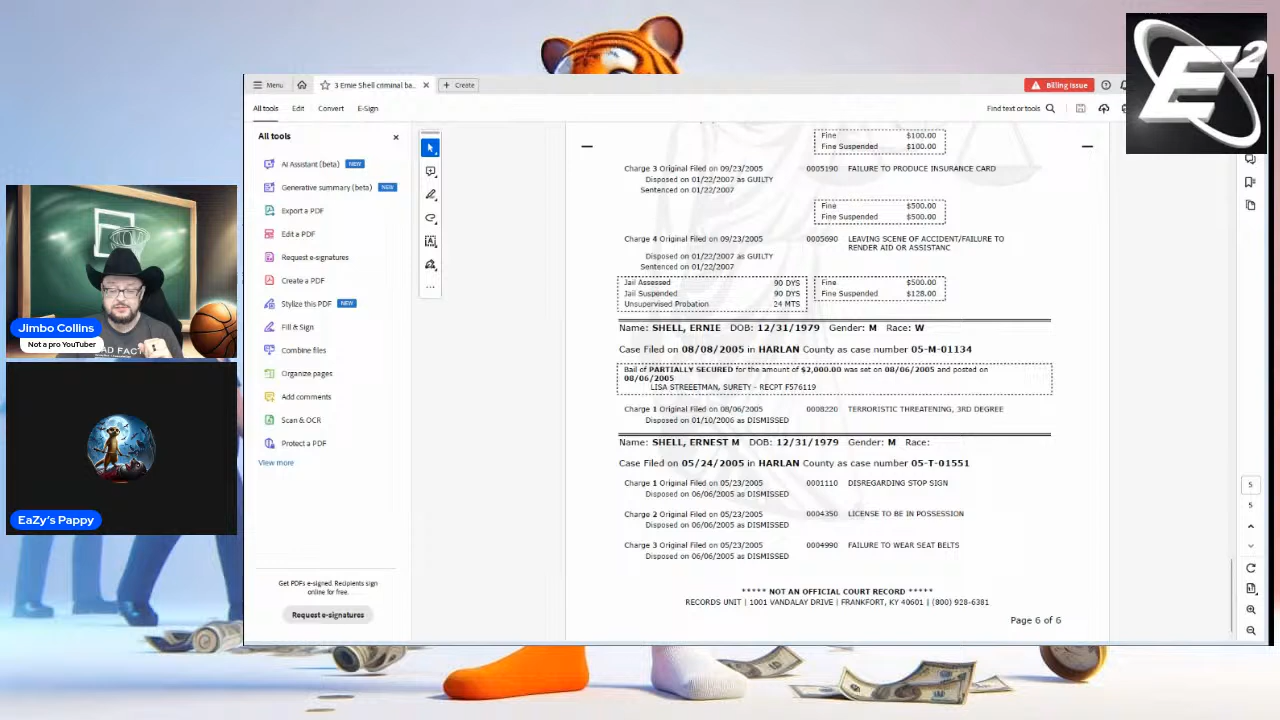 E2
Menu
3 Ernie Shell criminal ba...
Create
Billing Issue
All tools
Edit
Convert
E-Sign
Find text or tools
All tools
AI Assistant (beta) NEW
Generative summary (beta) NEW
Export a PDF
Edit a PDF
Request e-signatures
Create a PDF
Stylize this PDF NEW
Fill & Sign
Combine files
Organize pages
Add comments
Scan & OCR
Protect a PDF
View more
Get PDFs e-signed. Recipients sign
online for free.
Request e-signatures
Fine $100.00
Fine Suspended $100.00
Charge 3 Original Filed on 09/23/2005 0005190 FAILURE TO PRODUCE INSURANCE CARD
Disposed on 01/22/2007 as GUILTY
Sentenced on 01/22/2007
Fine $500.00
Fine Suspended $500.00
Charge 4 Original Filed on 09/23/2005 0005690 LEAVING SCENE OF ACCIDENT/FAILURE TO
RENDER AID OR ASSISTANC
Disposed on 01/22/2007 as GUILTY
Sentenced on 01/22/2007
Jail Assessed 90 DYS
Jail Suspended 90 DYS
Unsupervised Probation 24 MTS
Fine $500.00
Fine Suspended $128.00
Name: SHELL, ERNIE DOB: 12/31/1979 Gender: M Race: W
Case Filed on 08/08/2005 in HARLAN County as case number 05-M-01134
Bail of PARTIALLY SECURED for the amount of $2,000.00 was set on 08/06/2005 and posted on
08/06/2005
LISA STREEETMAN, SURETY - RECPT F576119
Charge 1 Original Filed on 08/06/2005 0008220 TERRORISTIC THREATENING, 3RD DEGREE
Disposed on 01/10/2006 as DISMISSED
Name: SHELL, ERNEST M DOB: 12/31/1979 Gender: M Race:
Case Filed on 05/24/2005 in HARLAN County as case number 05-T-01551
Charge 1 Original Filed on 05/23/2005 0001110 DISREGARDING STOP SIGN
Disposed on 06/06/2005 as DISMISSED
Charge 2 Original Filed on 05/23/2005 0004350 LICENSE TO BE IN POSSESSION
Disposed on 06/06/2005 as DISMISSED
Charge 3 Original Filed on 05/23/2005 0004990 FAILURE TO WEAR SEAT BELTS
Disposed on 06/06/2005 as DISMISSED
***** NOT AN OFFICIAL COURT RECORD *****
RECORDS UNIT | 1001 VANDALAY DRIVE | FRANKFORT, KY 40601 | (800) 928-6381
Page 6 of 6
5
5
Jimbo Collins
Not a pro YouTuber
EaZy's Pappy